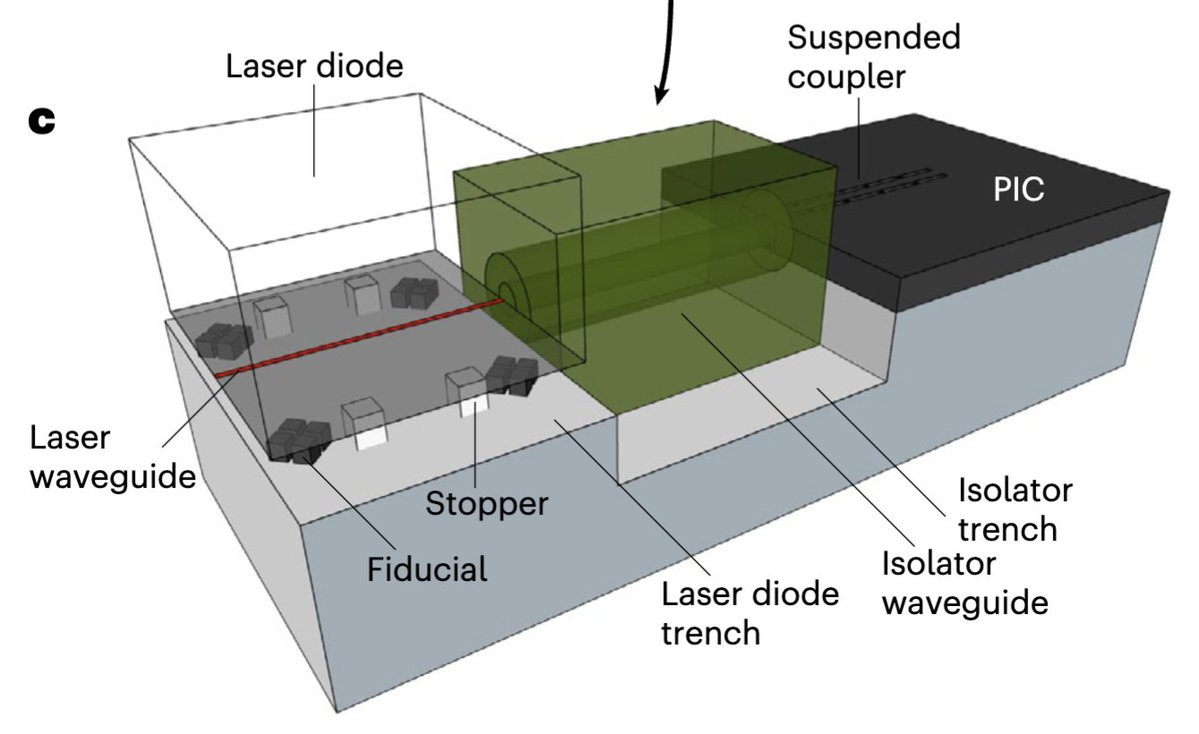 c
Laser diode
Suspended
coupler
PIC
Laser
waveguide
Stopper
Fiducial
Laser diode
trench
Isolator
trench
Isolator
waveguide